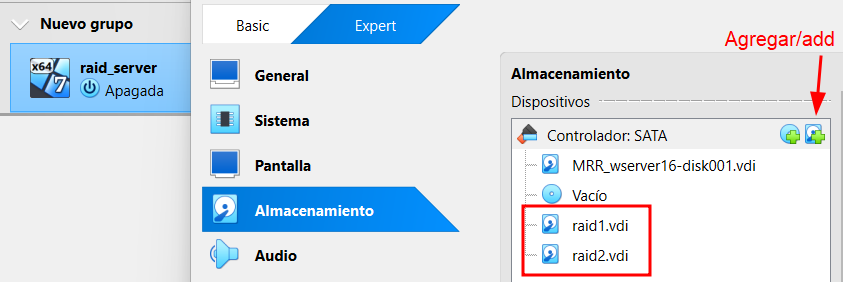 Nuevo grupo
x64
7
raid_server
Apagada
Basic
Expert
General
Sistema
Pantalla
Almacenamiento
Audio
Agregar/add
Almacenamiento
Dispositivos
Controlador: SATA
MRR_wserver16-disk001.vdi
Vacío
raid1.vdi
raid2.vdi